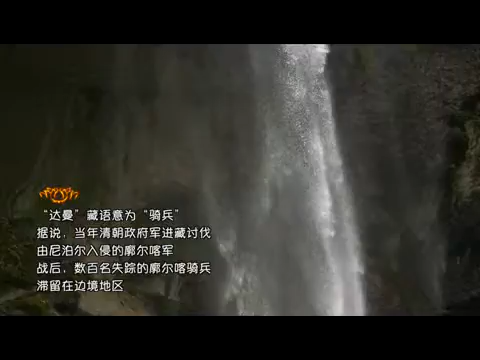 “达曼”藏语意为“骑兵”
据说，当年清朝政府军进藏讨伐
由尼泊尔入侵的廓尔喀军
战后，数百名失踪的廓尔喀骑兵
滞留在边境地区